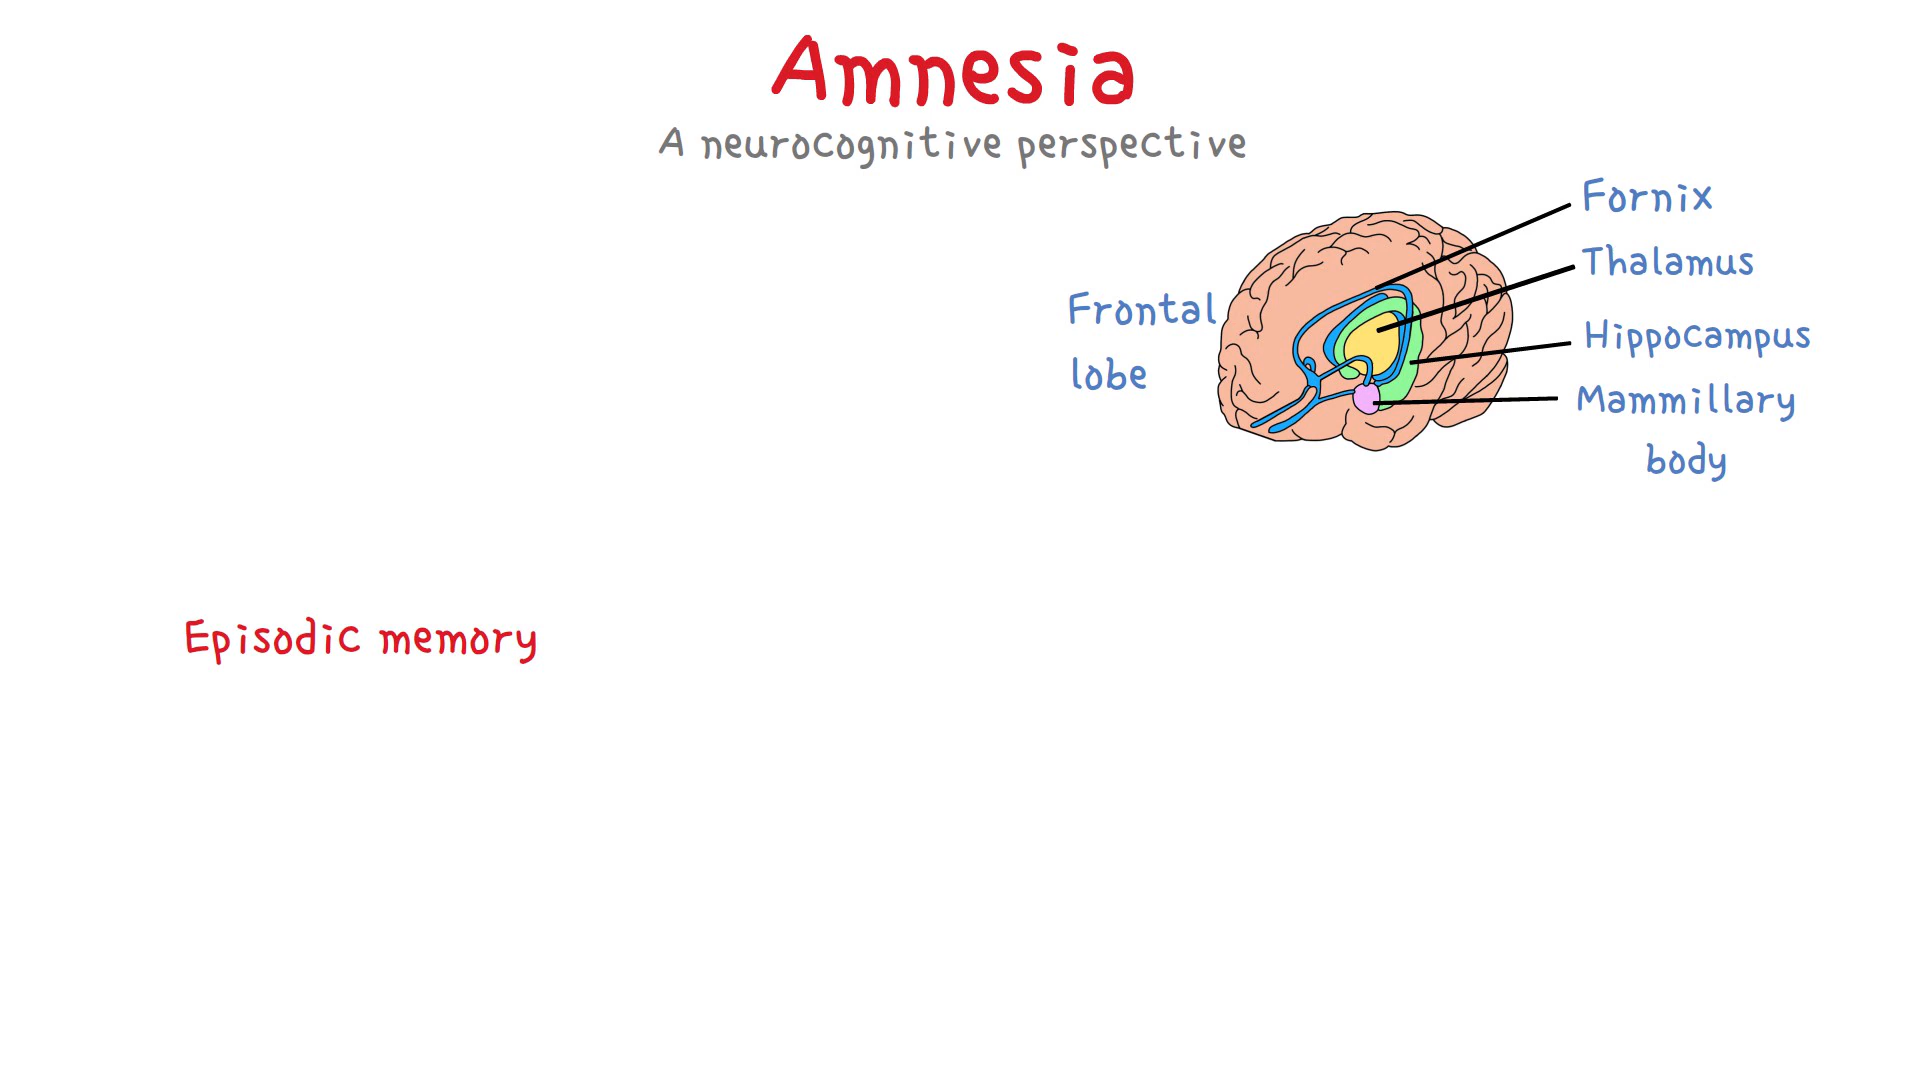 Amnesia
A neurocognitive perspective
Fornix
Thalamus
Frontal
lobe
Hippocampus
Mammillary
body
Episodic memory